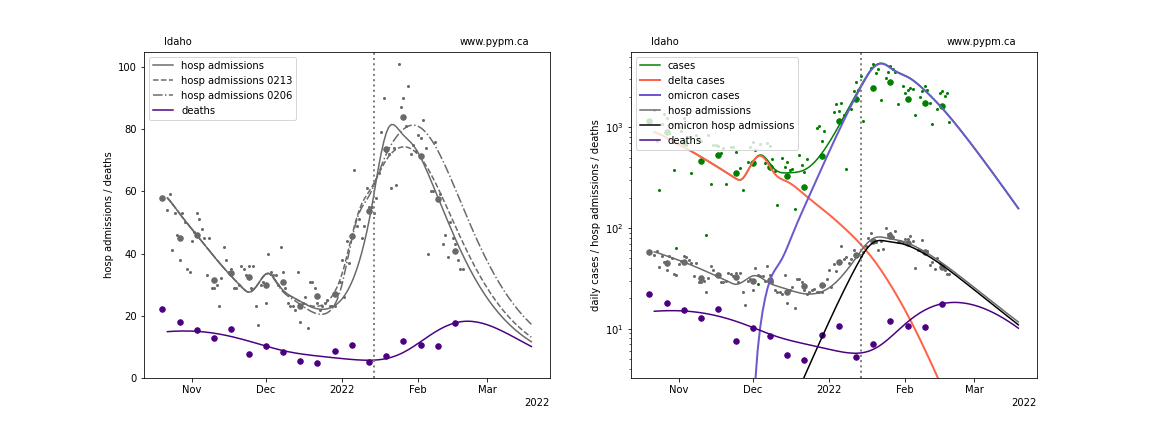 Idaho
www.pypm.ca
hosp admissions
hosp admissions 0213
hosp admissions 0206
deaths
hosp admissions / deaths
100
80
60
40
20
0
Nov
Dec
2022
Feb
Mar
2022
Idaho
www.pypm.ca
cases
delta cases
omicron cases
hosp admissions
omicron hosp admissions
deaths
daily cases / hosp admissions / deaths
10³
10²
10¹
Nov
Dec
2022
Feb
Mar
2022